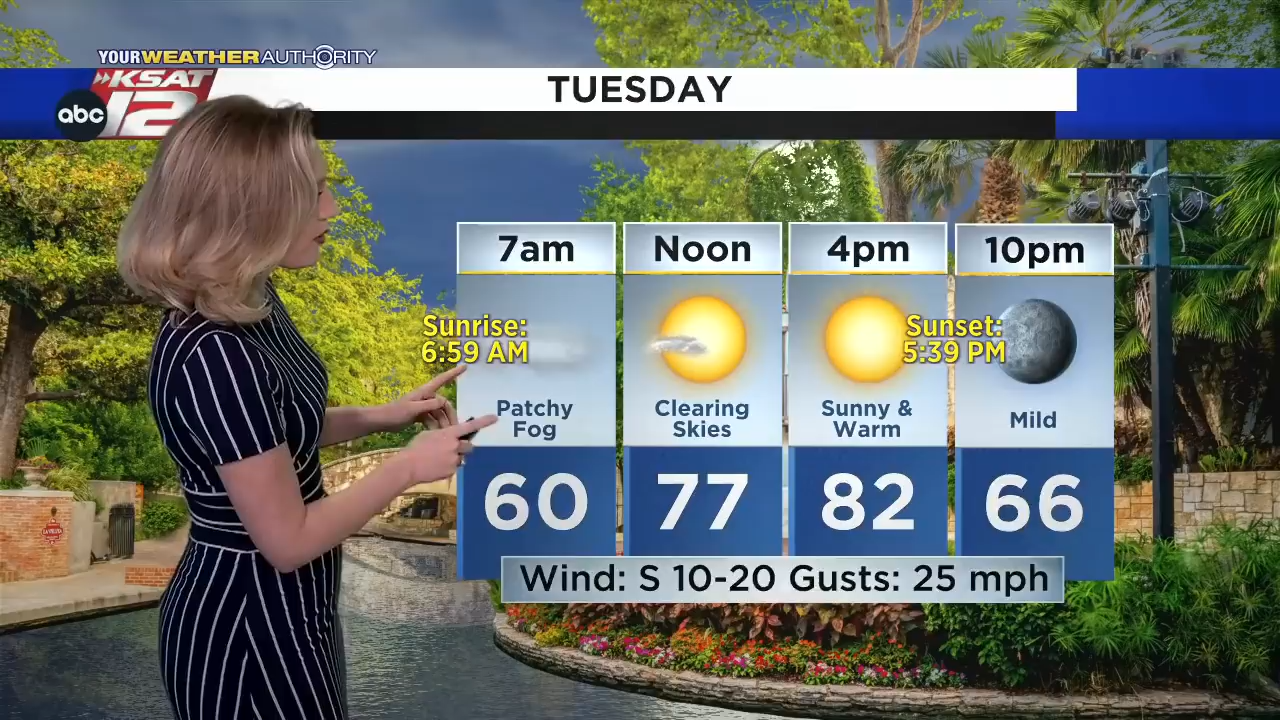 YOUR WEATHER AUTHORITY
KSAT
abc 12
TUESDAY
7am Noon 4pm 10pm
Sunrise: Sunset:
6:59 AM 5:39 PM
Patchy Fog
Clearing Skies
Sunny & Warm
Mild
60 77 82 66
Wind: S 10-20 Gusts: 25 mph